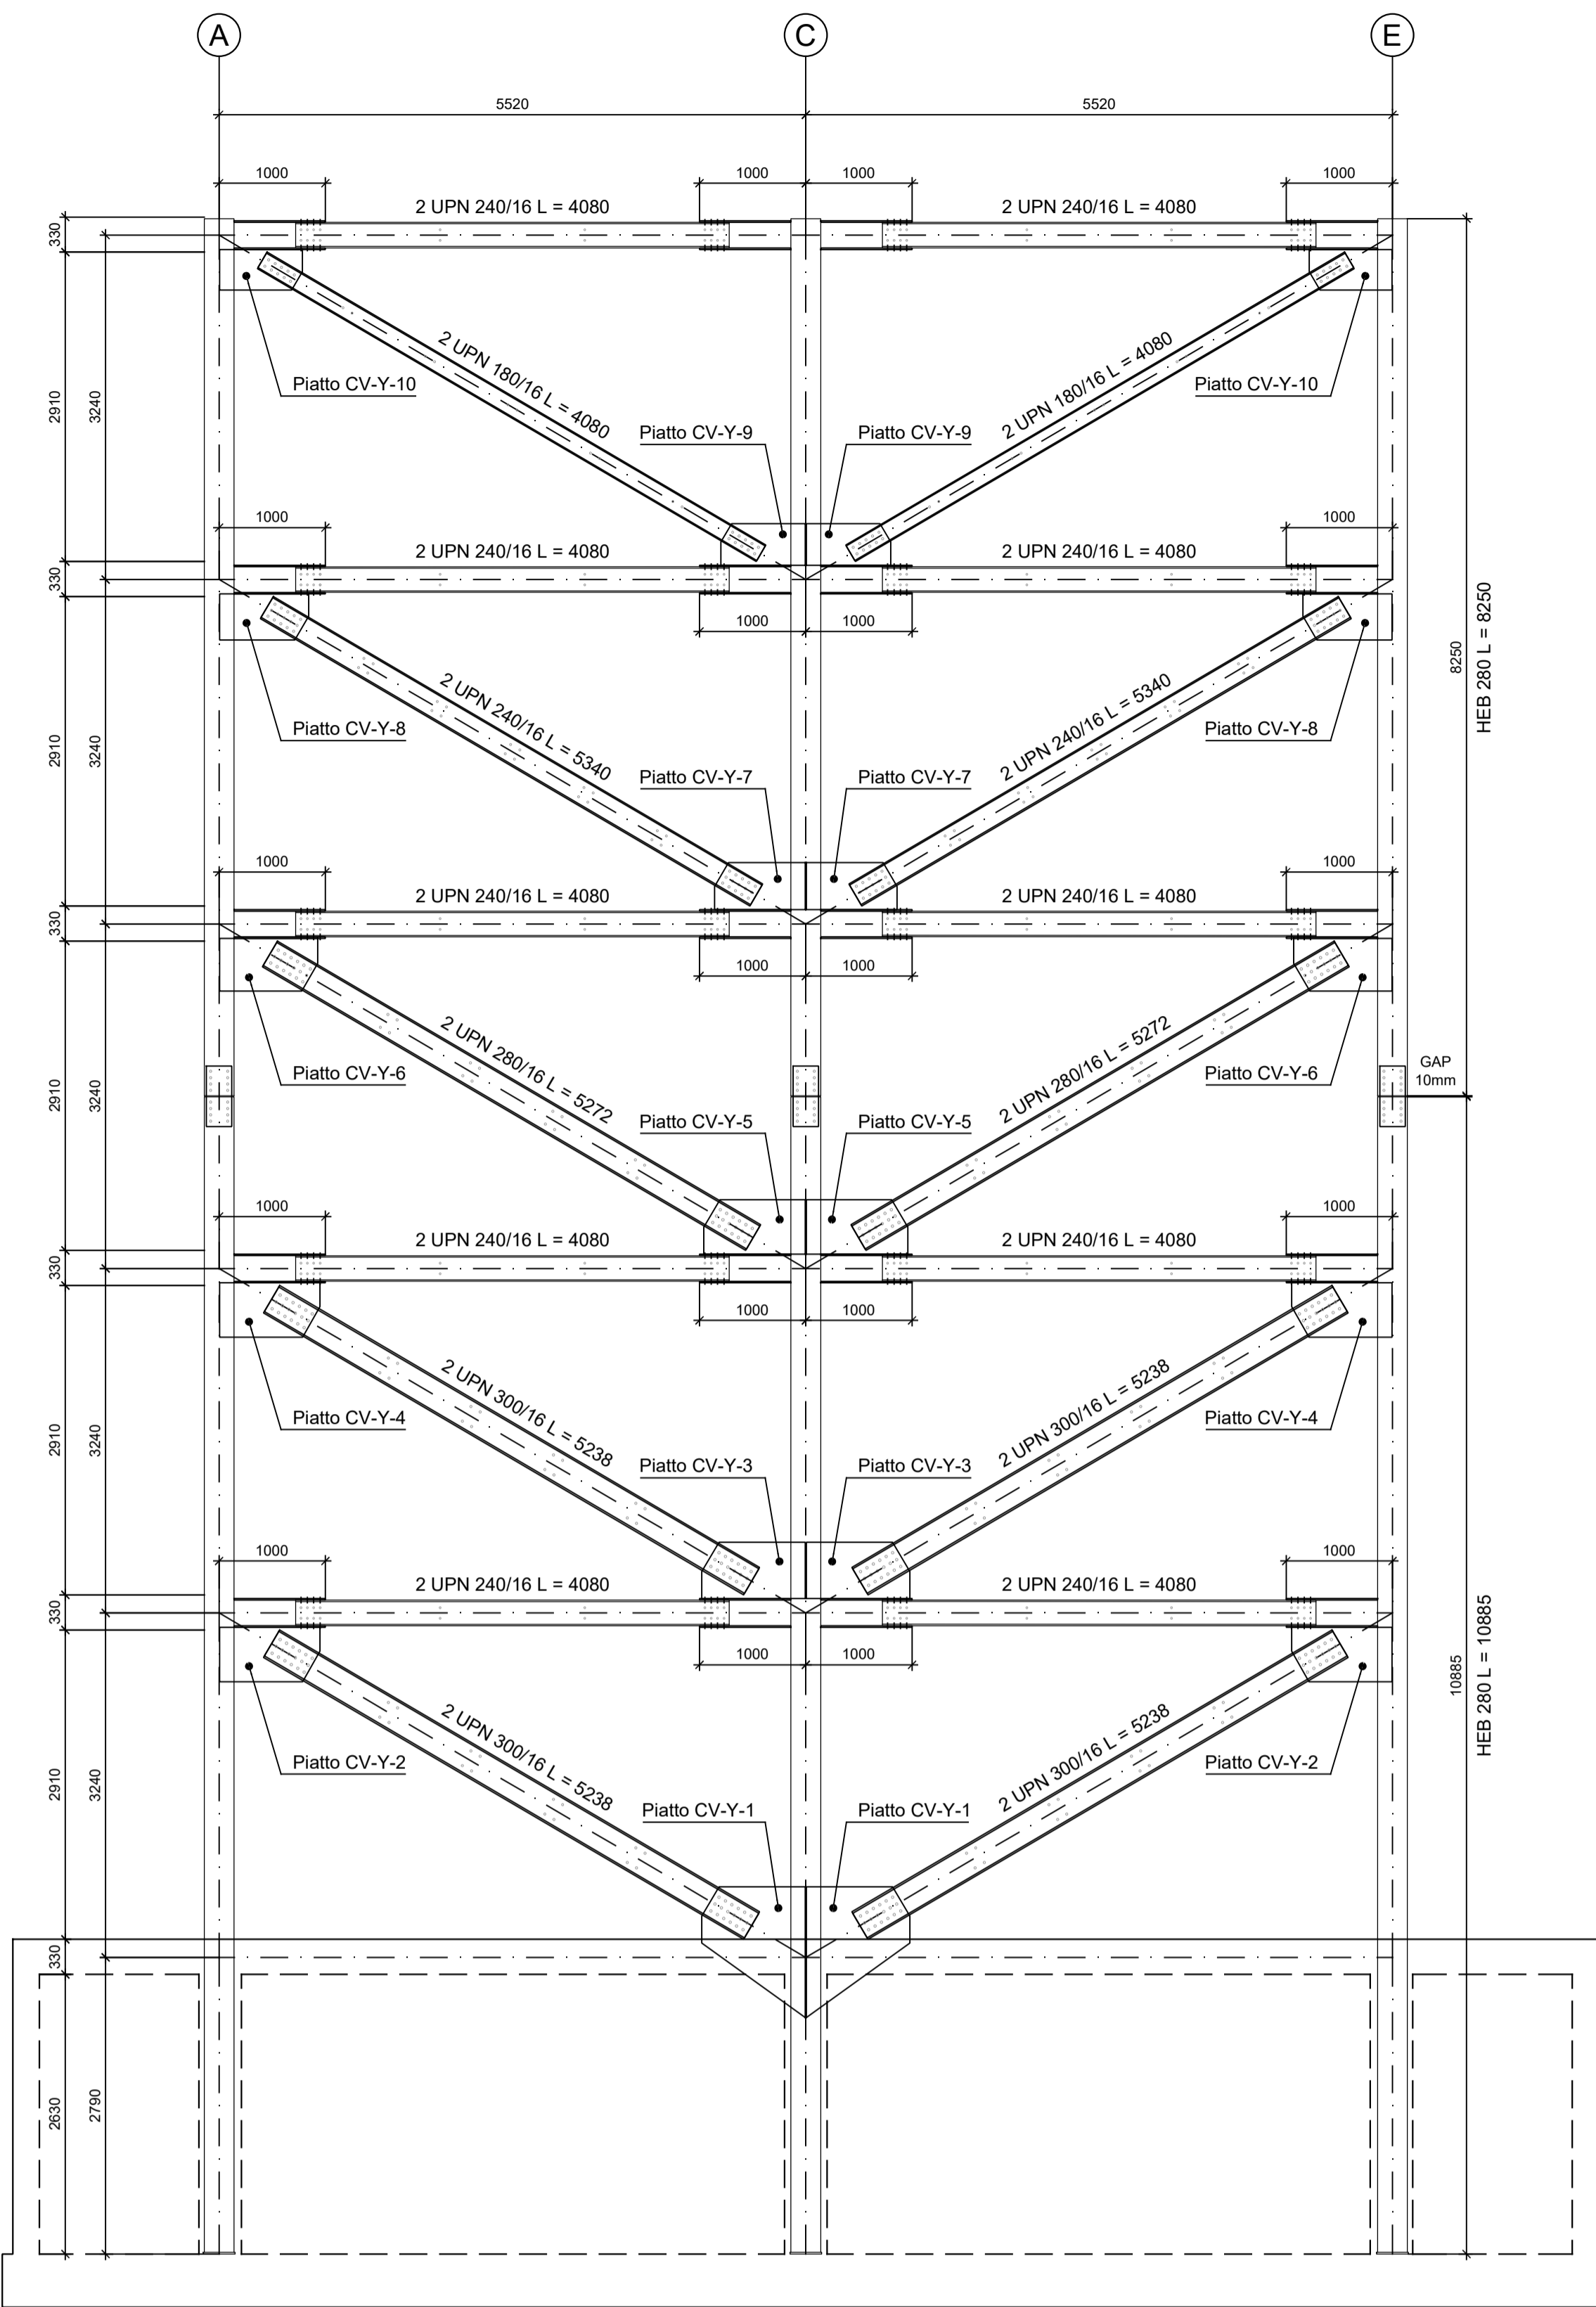 A
C
E
5520
5520
1000
1000
1000
1000
2 UPN 240/16 L = 4080
2 UPN 240/16 L = 4080
330
2 UPN 180/16 L = 4080
2 UPN 180/16 L = 4080
Piatto CV-Y-10
Piatto CV-Y-10
2910
3240
Piatto CV-Y-9
Piatto CV-Y-9
1000
1000
2 UPN 240/16 L = 4080
2 UPN 240/16 L = 4080
330
1000
1000
8250
HEB 280 L = 8250
2 UPN 240/16 L = 5340
2 UPN 240/16 L = 5340
Piatto CV-Y-8
Piatto CV-Y-8
2910
3240
Piatto CV-Y-7
Piatto CV-Y-7
1000
1000
2 UPN 240/16 L = 4080
2 UPN 240/16 L = 4080
330
1000
1000
2 UPN 280/16 L = 5272
2 UPN 280/16 L = 5272
Piatto CV-Y-6
Piatto CV-Y-6
GAP
10mm
2910
3240
Piatto CV-Y-5
Piatto CV-Y-5
1000
1000
2 UPN 240/16 L = 4080
2 UPN 240/16 L = 4080
330
1000
1000
2 UPN 300/16 L = 5238
2 UPN 300/16 L = 5238
Piatto CV-Y-4
Piatto CV-Y-4
2910
3240
Piatto CV-Y-3
Piatto CV-Y-3
1000
1000
2 UPN 240/16 L = 4080
2 UPN 240/16 L = 4080
330
1000
1000
10885
HEB 280 L = 10885
2 UPN 300/16 L = 5238
2 UPN 300/16 L = 5238
Piatto CV-Y-2
Piatto CV-Y-2
2910
3240
Piatto CV-Y-1
Piatto CV-Y-1
330
2630
2790